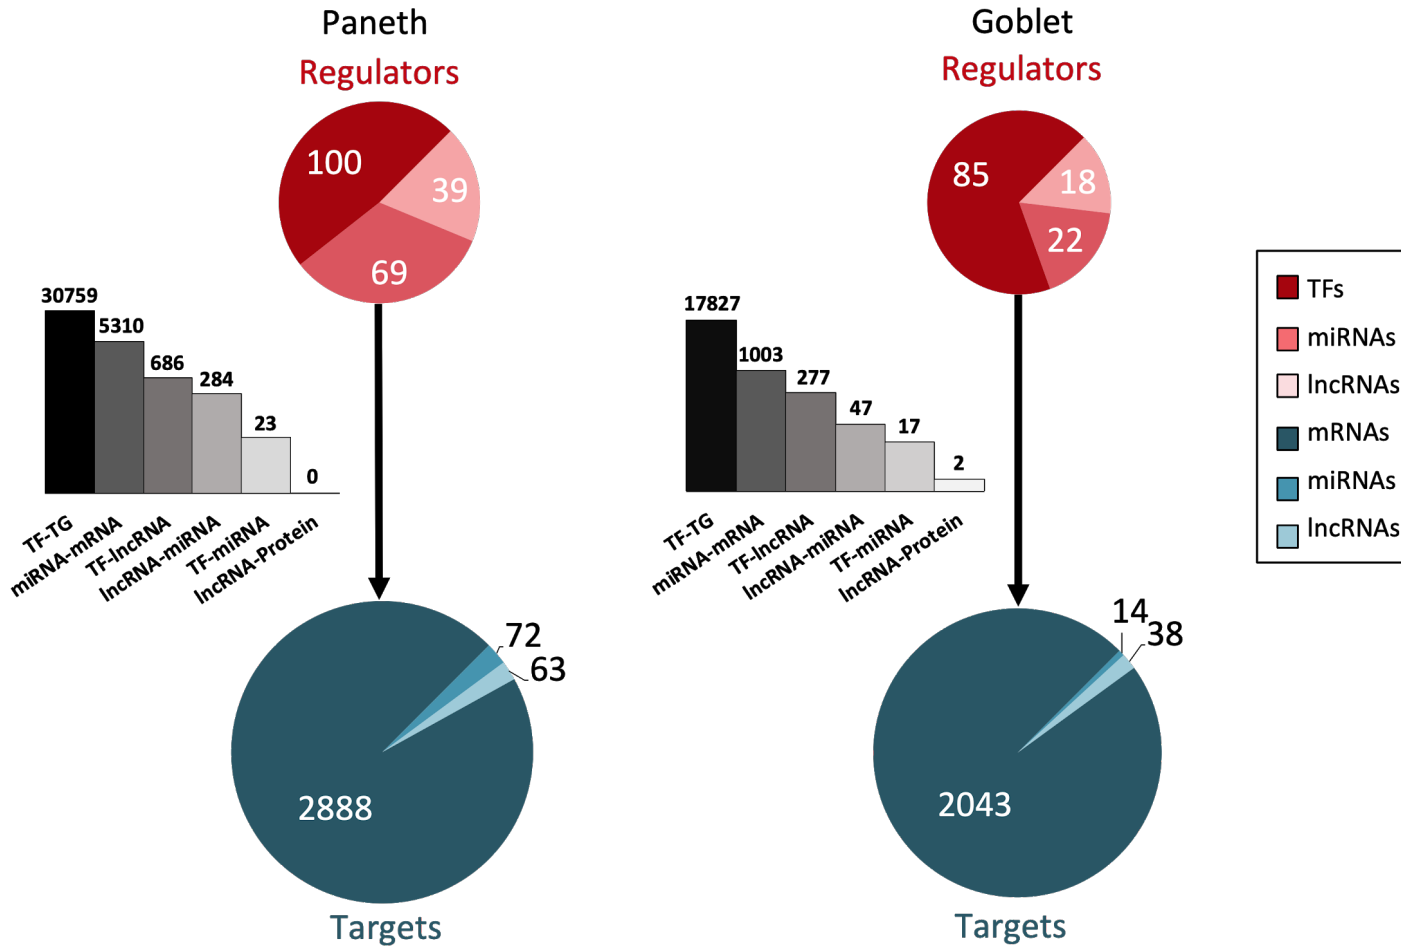 Paneth
Regulators
100
39
69
30759
5310
686
284
23
0
TF-TG
miRNA-mRNA
TF-lncRNA
lncRNA-miRNA
TF-miRNA
lncRNA-Protein
72
63
2888
Targets
Goblet
Regulators
85
18
22
17827
1003
277
47
17
2
TF-TG
miRNA-mRNA
TF-lncRNA
lncRNA-miRNA
TF-miRNA
lncRNA-Protein
14
38
2043
Targets
TFs
miRNAs
lncRNAs
mRNAs
miRNAs
lncRNAs